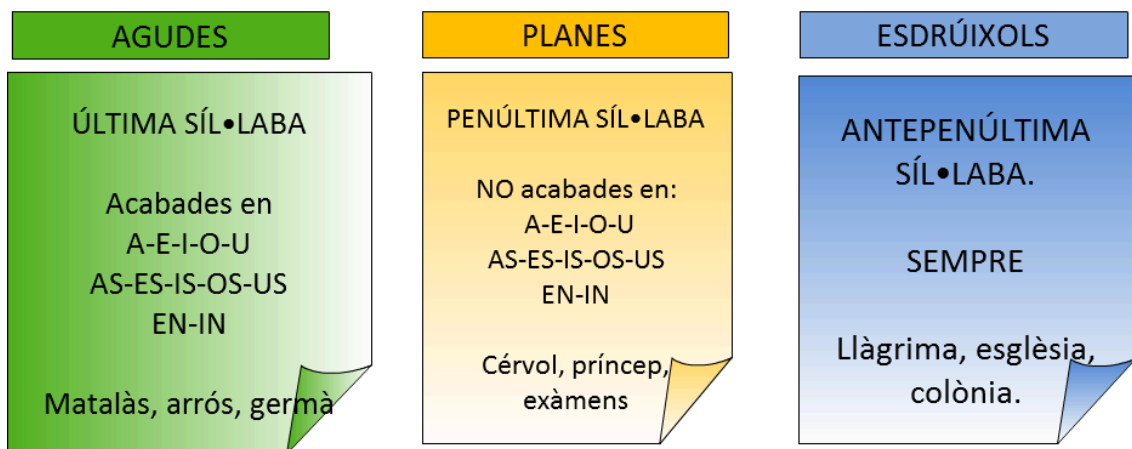 AGUDES
ÚLTIMA SÍL•LABA
Acabades en
A-E-I-O-U
AS-ES-IS-OS-US
EN-IN
Matalàs, arrós, germà
PLANES
PENÚLTIMA SÍL•LABA
NO acabades en:
A-E-I-O-U
AS-ES-IS-OS-US
EN-IN
Cérvol, príncep,
exàmens
ESDRÚIXOLS
ANTEPENÚLTIMA
SÍL•LABA.
SEMPRE
Llàgrima, esglèsia,
colònia.